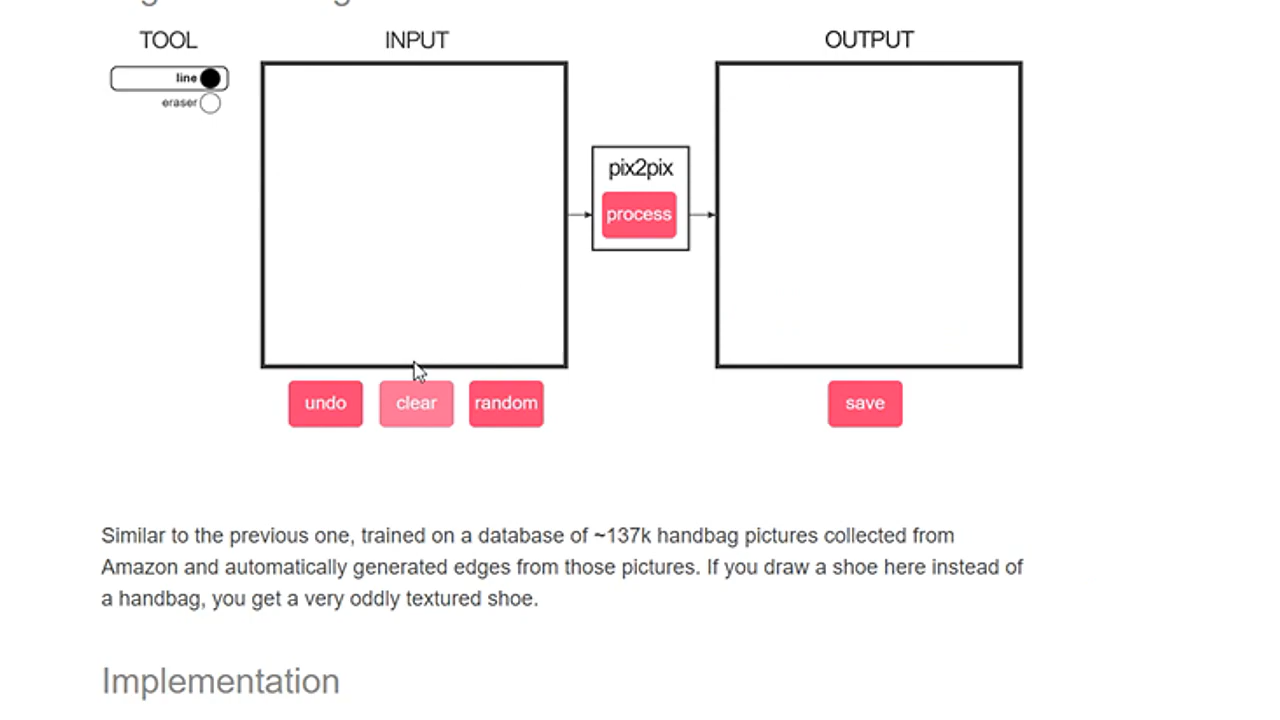 TOOL
INPUT
OUTPUT
line
eraser
pix2pix
process
undo
clear
random
save
Similar to the previous one, trained on a database of ~137k handbag pictures collected from
Amazon and automatically generated edges from those pictures. If you draw a shoe here instead of
a handbag, you get a very oddly textured shoe.
Implementation